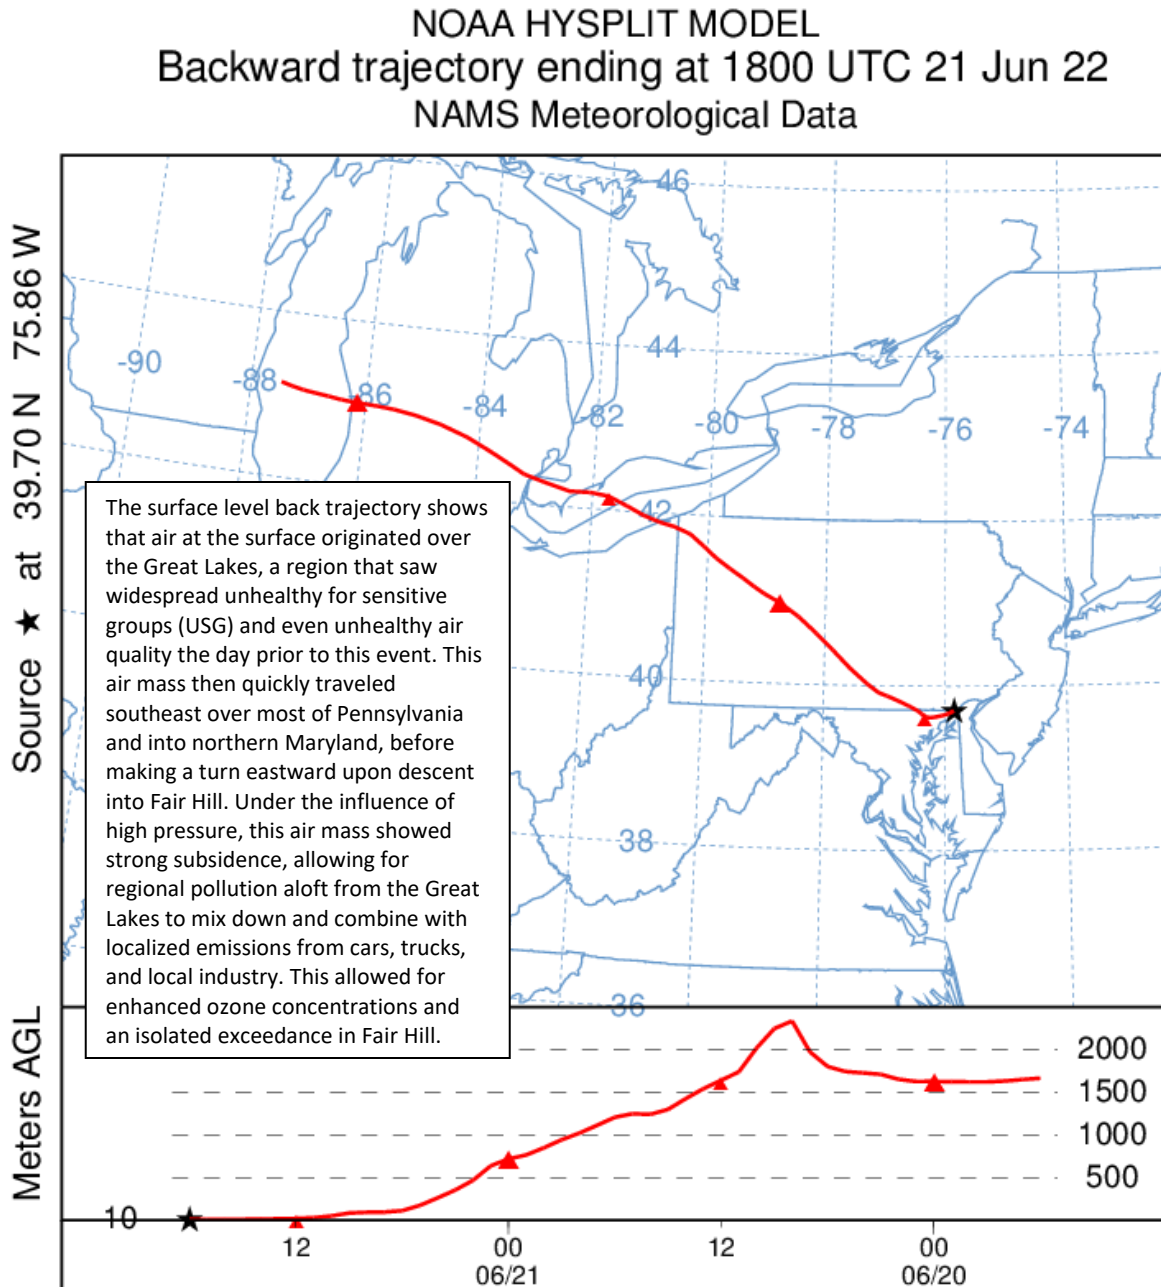 NOAA HYSPLIT MODEL
Backward trajectory ending at 1800 UTC 21 Jun 22
NAMS Meteorological Data
Source ★ at 39.70 N 75.86 W
46
44
-90
-88
-86
-84
-82
-80
-78
-76
-74
42
40
38
36
The surface level back trajectory shows
that air at the surface originated over
the Great Lakes, a region that saw
widespread unhealthy for sensitive
groups (USG) and even unhealthy air
quality the day prior to this event. This
air mass then quickly traveled
southeast over most of Pennsylvania
and into northern Maryland, before
making a turn eastward upon descent
into Fair Hill. Under the influence of
high pressure, this air mass showed
strong subsidence, allowing for
regional pollution aloft from the Great
Lakes to mix down and combine with
localized emissions from cars, trucks,
and local industry. This allowed for
enhanced ozone concentrations and
an isolated exceedance in Fair Hill.
Meters AGL
2000
1500
1000
500
10
12
00
12
00
06/21
06/20